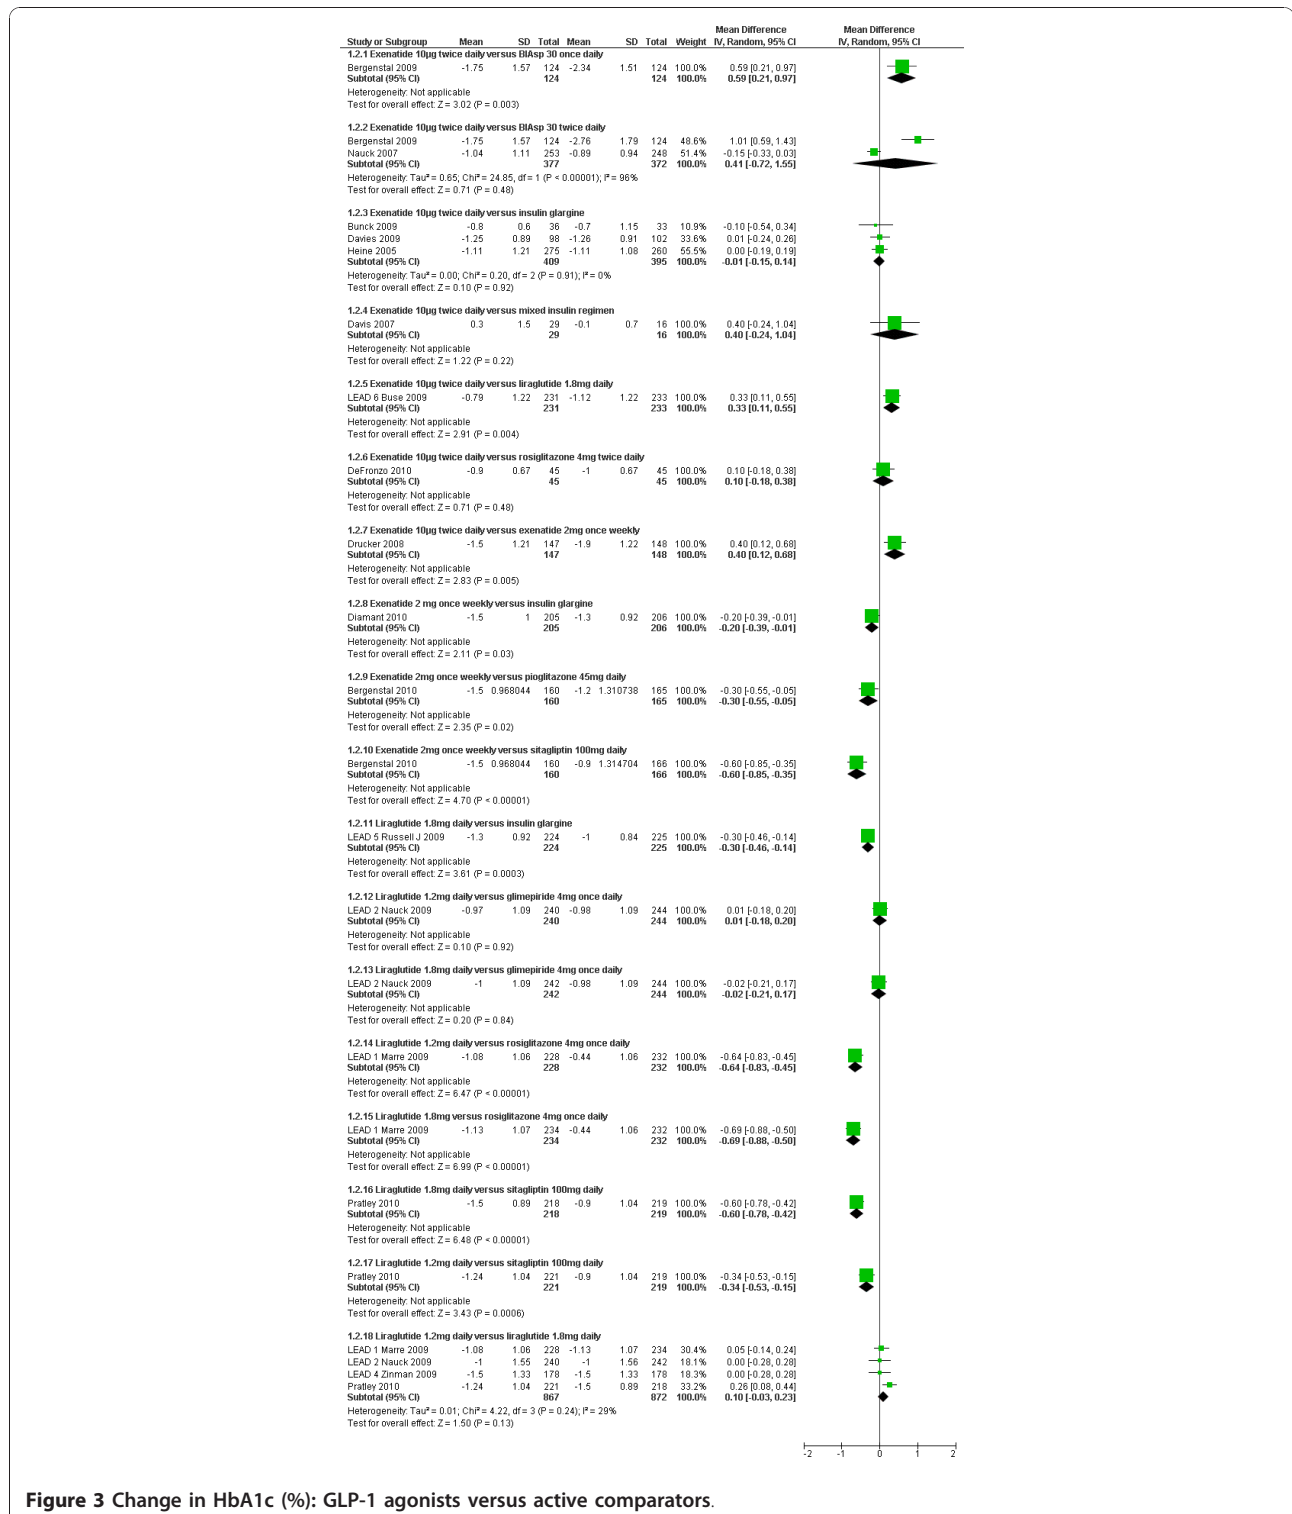 Mean Difference Mean Difference
Study or Subgroup Mean SD Total Mean SD Total Weight IV, Random, 95% CI IV, Random, 95% CI
1.2.1 Exenatide 10µg twice daily versus BIAsp 30 once daily
Bergenstal 2009 -1.75 1.57 124 -2.34 1.51 124 100.0% 0.59 [0.21, 0.97]
Subtotal (95% CI) 124 124 100.0% 0.59 [0.21, 0.97]
Heterogeneity: Not applicable
Test for overall effect: Z = 3.02 (P = 0.003)
1.2.2 Exenatide 10µg twice daily versus BIAsp 30 twice daily
Bergenstal 2009 -1.75 1.57 124 -2.76 1.79 124 48.6% 1.01 [0.59, 1.43]
Nauck 2007 -1.04 1.11 253 -0.89 0.94 248 51.4% -0.15 [-0.33, 0.03]
Subtotal (95% CI) 377 372 100.0% 0.41 [-0.72, 1.55]
Heterogeneity: Tau² = 0.65; Chi² = 24.85, df = 1 (P < 0.00001); I² = 96%
Test for overall effect: Z = 0.71 (P = 0.48)
1.2.3 Exenatide 10µg twice daily versus insulin glargine
Bunck 2009 -0.8 0.6 36 -0.7 1.15 33 10.9% -0.10 [-0.54, 0.34]
Davies 2009 -1.25 0.89 98 -1.26 0.91 102 33.6% 0.01 [-0.24, 0.26]
Heine 2005 -1.11 1.21 275 -1.11 1.08 260 55.5% 0.00 [-0.19, 0.19]
Subtotal (95% CI) 409 395 100.0% -0.01 [-0.15, 0.14]
Heterogeneity: Tau² = 0.00; Chi² = 0.20, df = 2 (P = 0.91); I² = 0%
Test for overall effect: Z = 0.10 (P = 0.92)
1.2.4 Exenatide 10µg twice daily versus mixed insulin regimen
Davis 2007 0.3 1.5 29 -0.1 0.7 16 100.0% 0.40 [-0.24, 1.04]
Subtotal (95% CI) 29 16 100.0% 0.40 [-0.24, 1.04]
Heterogeneity: Not applicable
Test for overall effect: Z = 1.22 (P = 0.22)
1.2.5 Exenatide 10µg twice daily versus liraglutide 1.8mg daily
LEAD 6 Buse 2009 -0.79 1.22 231 -1.12 1.22 233 100.0% 0.33 [0.11, 0.55]
Subtotal (95% CI) 231 233 100.0% 0.33 [0.11, 0.55]
Heterogeneity: Not applicable
Test for overall effect: Z = 2.91 (P = 0.004)
1.2.6 Exenatide 10µg twice daily versus rosiglitazone 4mg twice daily
DeFronzo 2010 -0.9 0.67 45 -1 0.67 45 100.0% 0.10 [-0.18, 0.38]
Subtotal (95% CI) 45 45 100.0% 0.10 [-0.18, 0.38]
Heterogeneity: Not applicable
Test for overall effect: Z = 0.71 (P = 0.48)
1.2.7 Exenatide 10µg twice daily versus exenatide 2mg once weekly
Drucker 2008 -1.5 1.21 147 -1.9 1.22 148 100.0% 0.40 [0.12, 0.68]
Subtotal (95% CI) 147 148 100.0% 0.40 [0.12, 0.68]
Heterogeneity: Not applicable
Test for overall effect: Z = 2.83 (P = 0.005)
1.2.8 Exenatide 2 mg once weekly versus insulin glargine
Diamant 2010 -1.5 1 205 -1.3 0.92 206 100.0% -0.20 [-0.39, -0.01]
Subtotal (95% CI) 205 206 100.0% -0.20 [-0.39, -0.01]
Heterogeneity: Not applicable
Test for overall effect: Z = 2.11 (P = 0.03)
1.2.9 Exenatide 2mg once weekly versus pioglitazone 45mg daily
Bergenstal 2010 -1.5 0.968044 160 -1.2 1.310738 165 100.0% -0.30 [-0.55, -0.05]
Subtotal (95% CI) 160 165 100.0% -0.30 [-0.55, -0.05]
Heterogeneity: Not applicable
Test for overall effect: Z = 2.35 (P = 0.02)
1.2.10 Exenatide 2mg once weekly versus sitagliptin 100mg daily
Bergenstal 2010 -1.5 0.968044 160 -0.9 1.314704 166 100.0% -0.60 [-0.85, -0.35]
Subtotal (95% CI) 160 166 100.0% -0.60 [-0.85, -0.35]
Heterogeneity: Not applicable
Test for overall effect: Z = 4.70 (P < 0.00001)
1.2.11 Liraglutide 1.8mg daily versus insulin glargine
LEAD 5 Russell J 2009 -1.3 0.92 224 -1 0.84 225 100.0% -0.30 [-0.46, -0.14]
Subtotal (95% CI) 224 225 100.0% -0.30 [-0.46, -0.14]
Heterogeneity: Not applicable
Test for overall effect: Z = 3.61 (P = 0.0003)
1.2.12 Liraglutide 1.2mg daily versus glimepiride 4mg once daily
LEAD 2 Nauck 2009 -0.97 1.09 240 -0.98 1.09 244 100.0% 0.01 [-0.18, 0.20]
Subtotal (95% CI) 240 244 100.0% 0.01 [-0.18, 0.20]
Heterogeneity: Not applicable
Test for overall effect: Z = 0.10 (P = 0.92)
1.2.13 Liraglutide 1.8mg daily versus glimepiride 4mg once daily
LEAD 2 Nauck 2009 -1 1.09 242 -0.98 1.09 244 100.0% -0.02 [-0.21, 0.17]
Subtotal (95% CI) 242 244 100.0% -0.02 [-0.21, 0.17]
Heterogeneity: Not applicable
Test for overall effect: Z = 0.20 (P = 0.84)
1.2.14 Liraglutide 1.2mg daily versus rosiglitazone 4mg once daily
LEAD 1 Marre 2009 -1.08 1.06 228 -0.44 1.06 232 100.0% -0.64 [-0.83, -0.45]
Subtotal (95% CI) 228 232 100.0% -0.64 [-0.83, -0.45]
Heterogeneity: Not applicable
Test for overall effect: Z = 6.47 (P < 0.00001)
1.2.15 Liraglutide 1.8mg versus rosiglitazone 4mg once daily
LEAD 1 Marre 2009 -1.13 1.07 234 -0.44 1.06 232 100.0% -0.69 [-0.88, -0.50]
Subtotal (95% CI) 234 232 100.0% -0.69 [-0.88, -0.50]
Heterogeneity: Not applicable
Test for overall effect: Z = 6.99 (P < 0.00001)
1.2.16 Liraglutide 1.8mg daily versus sitagliptin 100mg daily
Pratley 2010 -1.5 0.89 218 -0.9 1.04 219 100.0% -0.60 [-0.78, -0.42]
Subtotal (95% CI) 218 219 100.0% -0.60 [-0.78, -0.42]
Heterogeneity: Not applicable
Test for overall effect: Z = 6.48 (P < 0.00001)
1.2.17 Liraglutide 1.2mg daily versus sitagliptin 100mg daily
Pratley 2010 -1.24 1.04 221 -0.9 1.04 219 100.0% -0.34 [-0.53, -0.15]
Subtotal (95% CI) 221 219 100.0% -0.34 [-0.53, -0.15]
Heterogeneity: Not applicable
Test for overall effect: Z = 3.43 (P = 0.0006)
1.2.18 Liraglutide 1.2mg daily versus liraglutide 1.8mg daily
LEAD 1 Marre 2009 -1.08 1.06 228 -1.13 1.07 234 30.4% 0.05 [-0.14, 0.24]
LEAD 2 Nauck 2009 -1 1.55 240 -1 1.56 242 18.1% 0.00 [-0.28, 0.28]
LEAD 4 Zinman 2009 -1.5 1.33 178 -1.5 1.33 178 18.3% 0.00 [-0.28, 0.28]
Pratley 2010 -1.24 1.04 221 -1.5 0.89 218 33.2% 0.26 [0.08, 0.44]
Subtotal (95% CI) 867 872 100.0% 0.10 [-0.03, 0.23]
Heterogeneity: Tau² = 0.01; Chi² = 4.22, df = 3 (P = 0.24); I² = 29%
Test for overall effect: Z = 1.50 (P = 0.13)
-2 -1 0 1 2
Figure 3 Change in HbA1c (%): GLP-1 agonists versus active comparators.